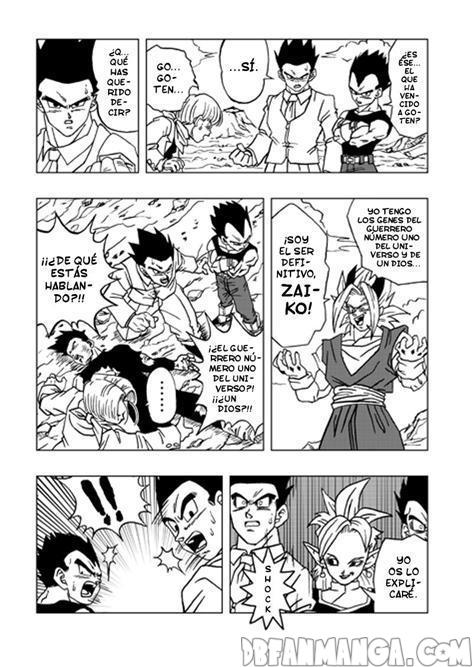 ¿ES
ESE...
EL QUE
HA VEN-
CIDO
A GO-
TEN?
...SÍ.
GO...
GO-
TEN...
¿Q...
QUÉ
HAS
QUE-
RIDO
DE-
CIR?
YO TENGO
LOS GENES DEL
GUERRERO
NÚMERO UNO
DEL UNI-
VERSO Y DE
UN DIOS...
¡SOY
EL SER
DEFI-
NITIVO,
ZAI-
KO!
¡¡¿DE QUÉ
ESTÁS
HABLAN-
DO?!!
¡¿EL GUE-
RRERO NÚ-
MERO UNO
DEL UNI-
VERSO?!
¡¡¿UN
DIOS?!!
......
YO
OS LO
EXPLI-
CARÉ.
SHOCK
!!
DBFANMANGA.COM